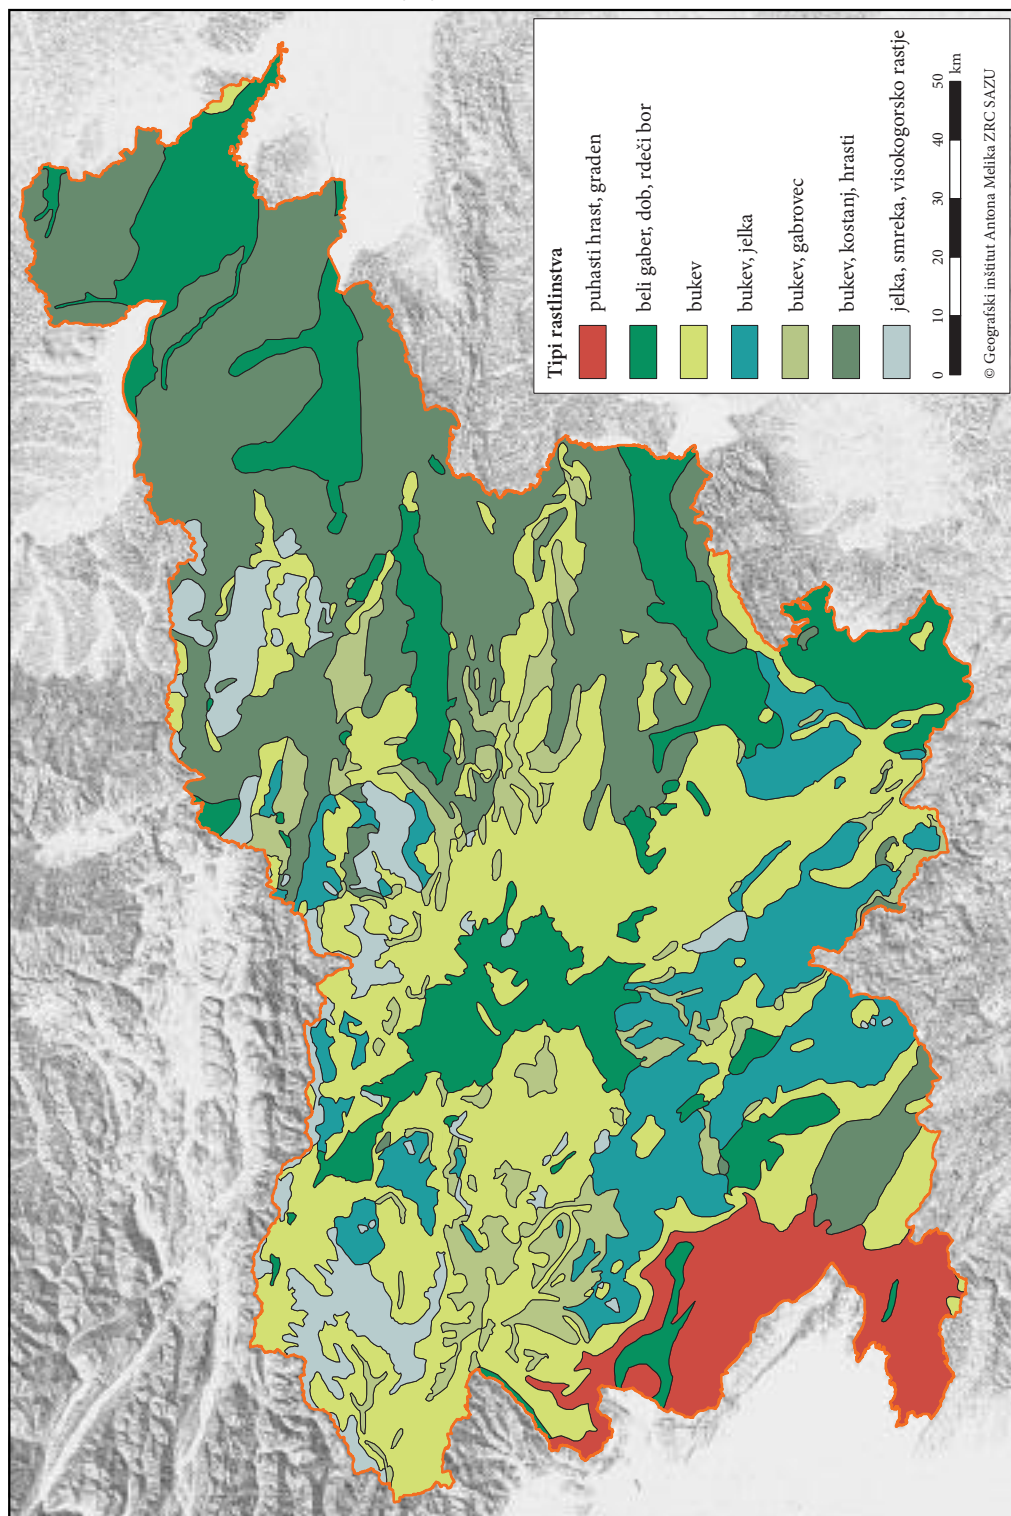 Tipi rastlinstva
puhasti hrast, graden
beli gaber, dob, rdeči bor
bukev
bukev, jelka
bukev, gabrovec
bukev, kostanj, hrasti
jelka, smreka, visokogorsko rastje
0 10 20 30 40 50 km
© Geografski inštitut Antona Melika ZRC SAZU